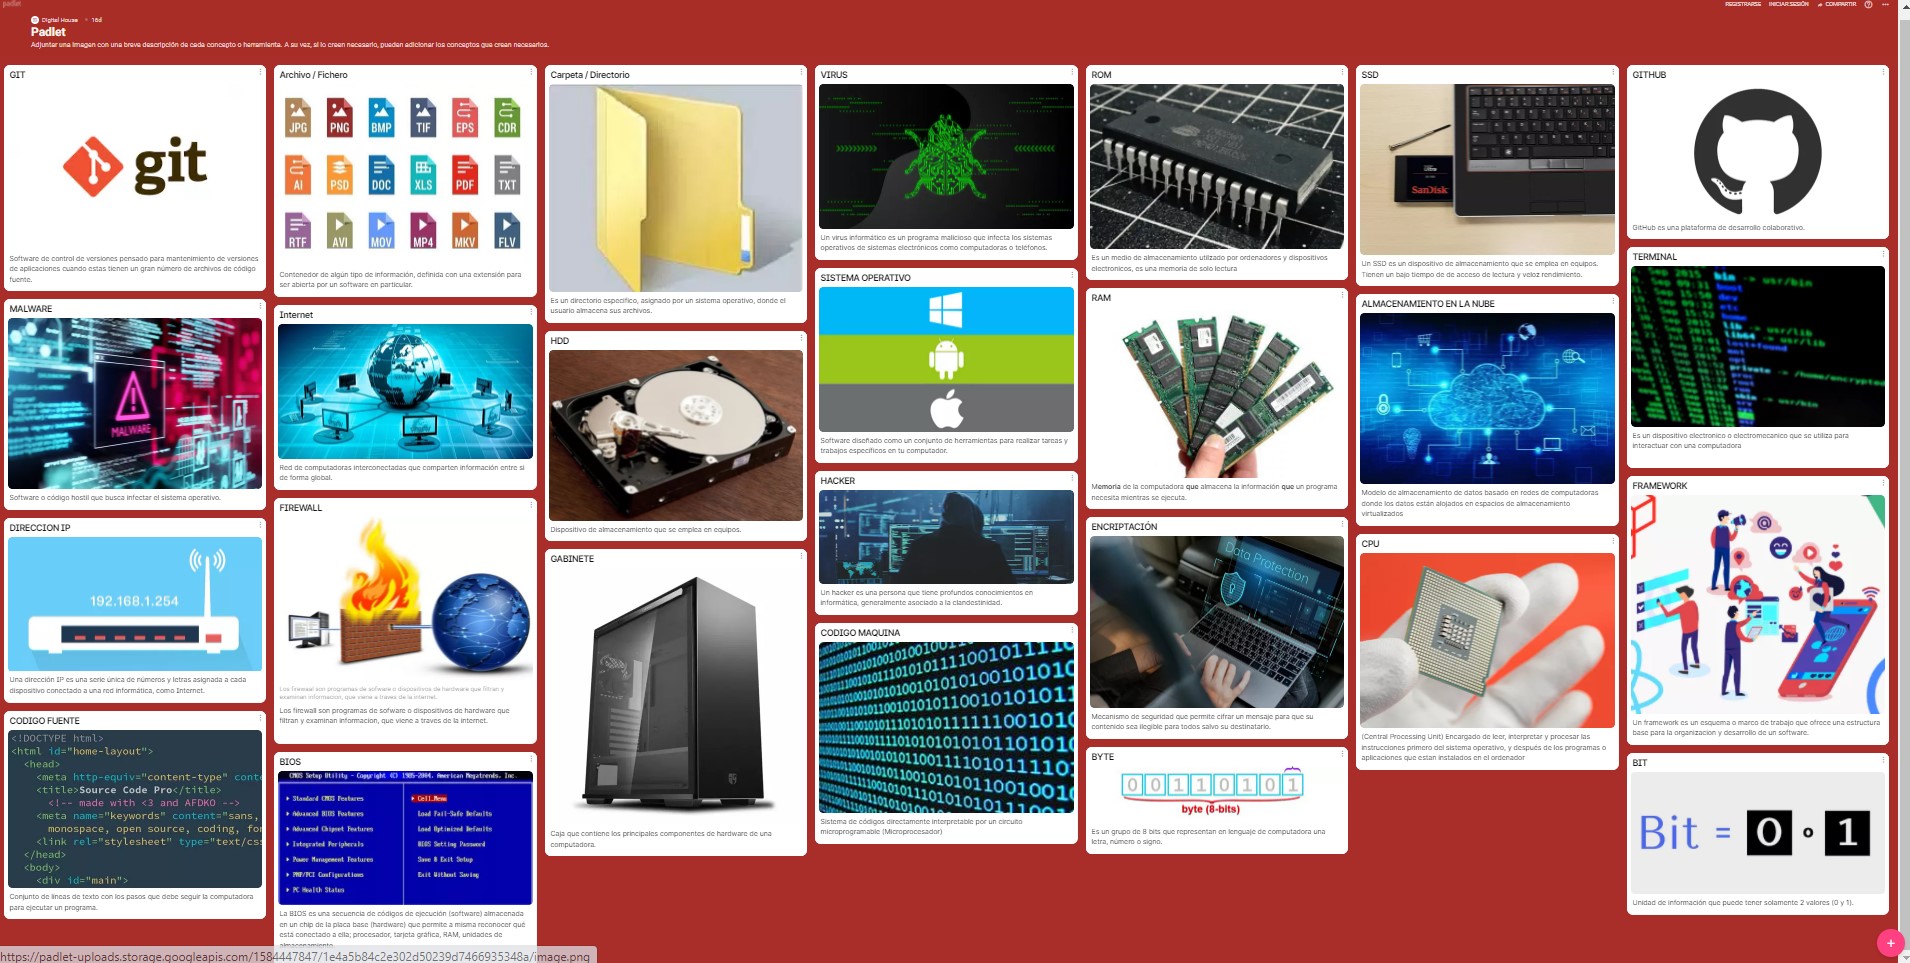 padlet
REGISTRARSE
INICIAR SESIÓN
COMPARTIR
Digital House
16d
Padlet
Adjuntar una imagen con una breve descripción de cada concepto o herramienta. A su vez, si lo creen necesario, pueden adicionar los conceptos que crean necesarios.
GIT
git
Software de control de versiones pensado para mantenimiento de versiones
de aplicaciones cuando estas tienen un gran número de archivos de código
fuente.
MALWARE
MALWARE
Software o código hostil que busca infectar el sistema operativo.
DIRECCION IP
192.168.1.254
Una dirección IP es una serie única de números y letras asignada a cada
dispositivo conectado a una red informática, como Internet.
CODIGO FUENTE
<!DOCTYPE html>
<html id="home-layout">
<head>
<meta http-equiv="content-type" conte
<title>Source Code Pro</title>
<!-- made with <3 and AFDKO -->
<meta name="keywords" content="sans,
monospace, open source, coding, for
<link rel="stylesheet" type="text/css
</head>
<body>
<div id="main">
Conjunto de líneas de texto con los pasos que debe seguir la computadora
para ejecutar un programa.
Archivo / Fichero
JPG PNG BMP TIF EPS CDR
AI PSD DOC XLS PDF TXT
RTF AVI MOV MP4 MKV FLV
Contenedor de algún tipo de información, definida con una extensión para
ser abierta por un software en particular.
Internet
Red de computadoras interconectadas que comparten información entre si
de forma global.
FIREWALL
Los firewall son programas de sofware o dispositivos de hardware que filtran y
examinan informacion, que viene a traves de la internet.
Los firewall son programas de sofware o dispositivos de hardware que
filtran y examinan informacion, que viene a traves de la internet.
BIOS
CMOS Setup Utility - Copyright (C) 1985-2004, American Megatrends, Inc.
Standard CMOS Features
Advanced BIOS Features
Advanced Chipset Features
Integrated Peripherals
Power Management Features
PNP/PCI Configurations
PC Health Status
Cell Menu
Load Fail-Safe Defaults
Load Optimized Defaults
BIOS Setting Password
Save & Exit Setup
Exit Without Saving
La BIOS es una secuencia de códigos de ejecución (software) almacenada
en un chip de la placa base (hardware) que permite a misma reconocer qué
está conectado a ella; procesador, tarjeta gráfica, RAM, unidades de
almacenamiento
Carpeta / Directorio
Es un directorio especifico, asignado por un sistema operativo, donde el
usuario almacena sus archivos.
HDD
Dispositivo de almacenamiento que se emplea en equipos.
GABINETE
Caja que contiene los principales componentes de hardware de una
computadora.
VIRUS
Un virus informático es un programa malicioso que infecta los sistemas
operativos de sistemas electrónicos como computadoras o teléfonos.
SISTEMA OPERATIVO
Software diseñado como un conjunto de herramientas para realizar tareas y
trabajos específicos en tu computador.
HACKER
Un hacker es una persona que tiene profundos conocimientos en
informática, generalmente asociado a la clandestinidad.
CODIGO MAQUINA
Sistema de códigos directamente interpretable por un circuito
microprogramable (Microprocesador)
ROM
Es un medio de almacenamiento utilizado por ordenadores y dispositivos
electronicos, es una memoria de solo lectura
RAM
Memoria de la computadora que almacena la información que un programa
necesita mientras se ejecuta.
ENCRIPTACIÓN
Data Protection
Mecanismo de seguridad que permite cifrar un mensaje para que su
contenido sea ilegible para todos salvo su destinatario.
BYTE
0 0 1 1 0 1 0 1
byte (8-bits)
Es un grupo de 8 bits que representan en lenguaje de computadora una
letra, número o signo.
SSD
SanDisk
Un SSD es un dispositivo de almacenamiento que se emplea en equipos.
Tienen un bajo tiempo de de acceso de lectura y veloz rendimiento.
ALMACENAMIENTO EN LA NUBE
Modelo de almacenamiento de datos basado en redes de computadoras
donde los datos están alojados en espacios de almacenamiento
virtualizados
CPU
(Central Processing Unit) Encargado de leer, interpretar y procesar las
instrucciones primero del sistema operativo, y después de los programas o
aplicaciones que estan instalados en el ordenador
GITHUB
GitHub es una plataforma de desarrollo colaborativo.
TERMINAL
Es un dispositivo electronico o electromecanico que se utiliza para
interactuar con una computadora
FRAMEWORK
Un framework es un esquema o marco de trabajo que ofrece una estructura
base para la organizacion y desarrollo de un software.
BIT
Bit = 0 o 1
Unidad de información que puede tener solamente 2 valores (0 y 1).
https://padlet-uploads.storage.googleapis.com/1584447847/1e4a5b84c2e302d50239d7466935348a/image.png